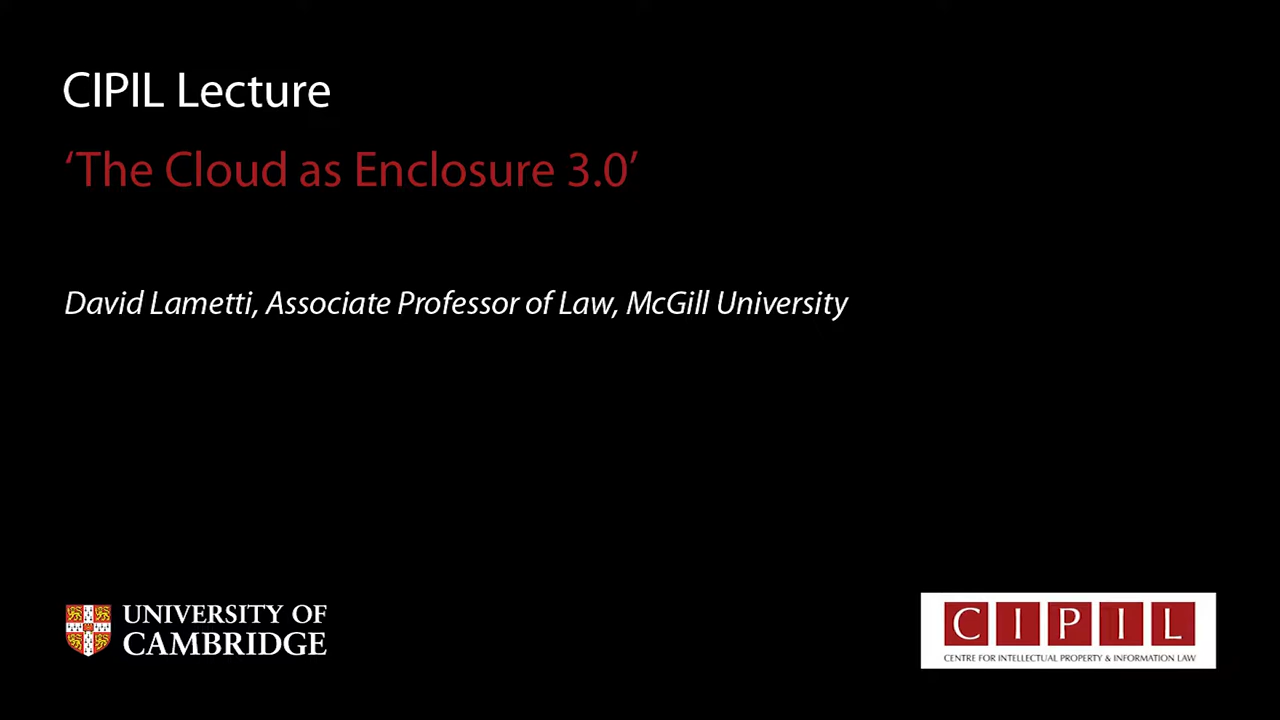 CIPIL Lecture
‘The Cloud as Enclosure 3.0’
David Lametti, Associate Professor of Law, McGill University
UNIVERSITY OF
CAMBRIDGE
CIPIL
CENTRE FOR INTELLECTUAL PROPERTY & INFORMATION LAW